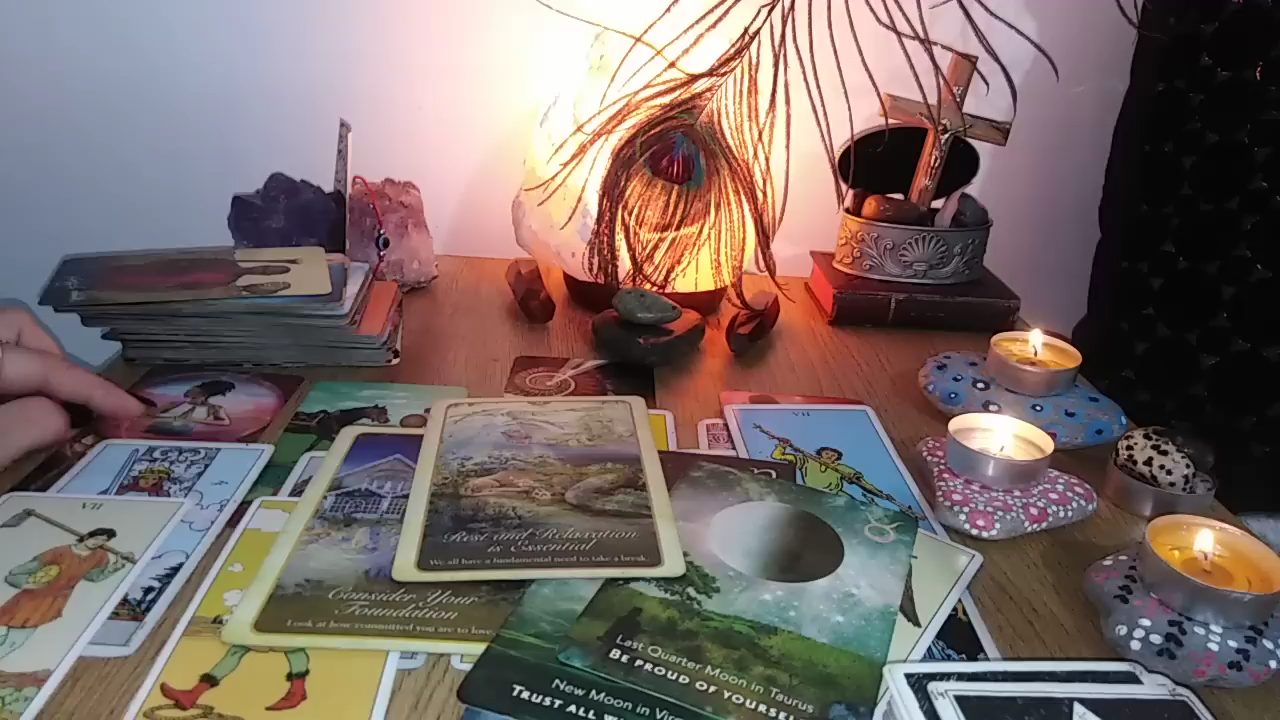 VII
VII
Rest and Relaxation
is Essential
We all have a fundamental need to take a break.
Consider Your
Foundation
Look at how committed you are to love.
Last Quarter Moon in Taurus
BE PROUD OF YOURSEL
New Moon in Virg
TRUST ALL W